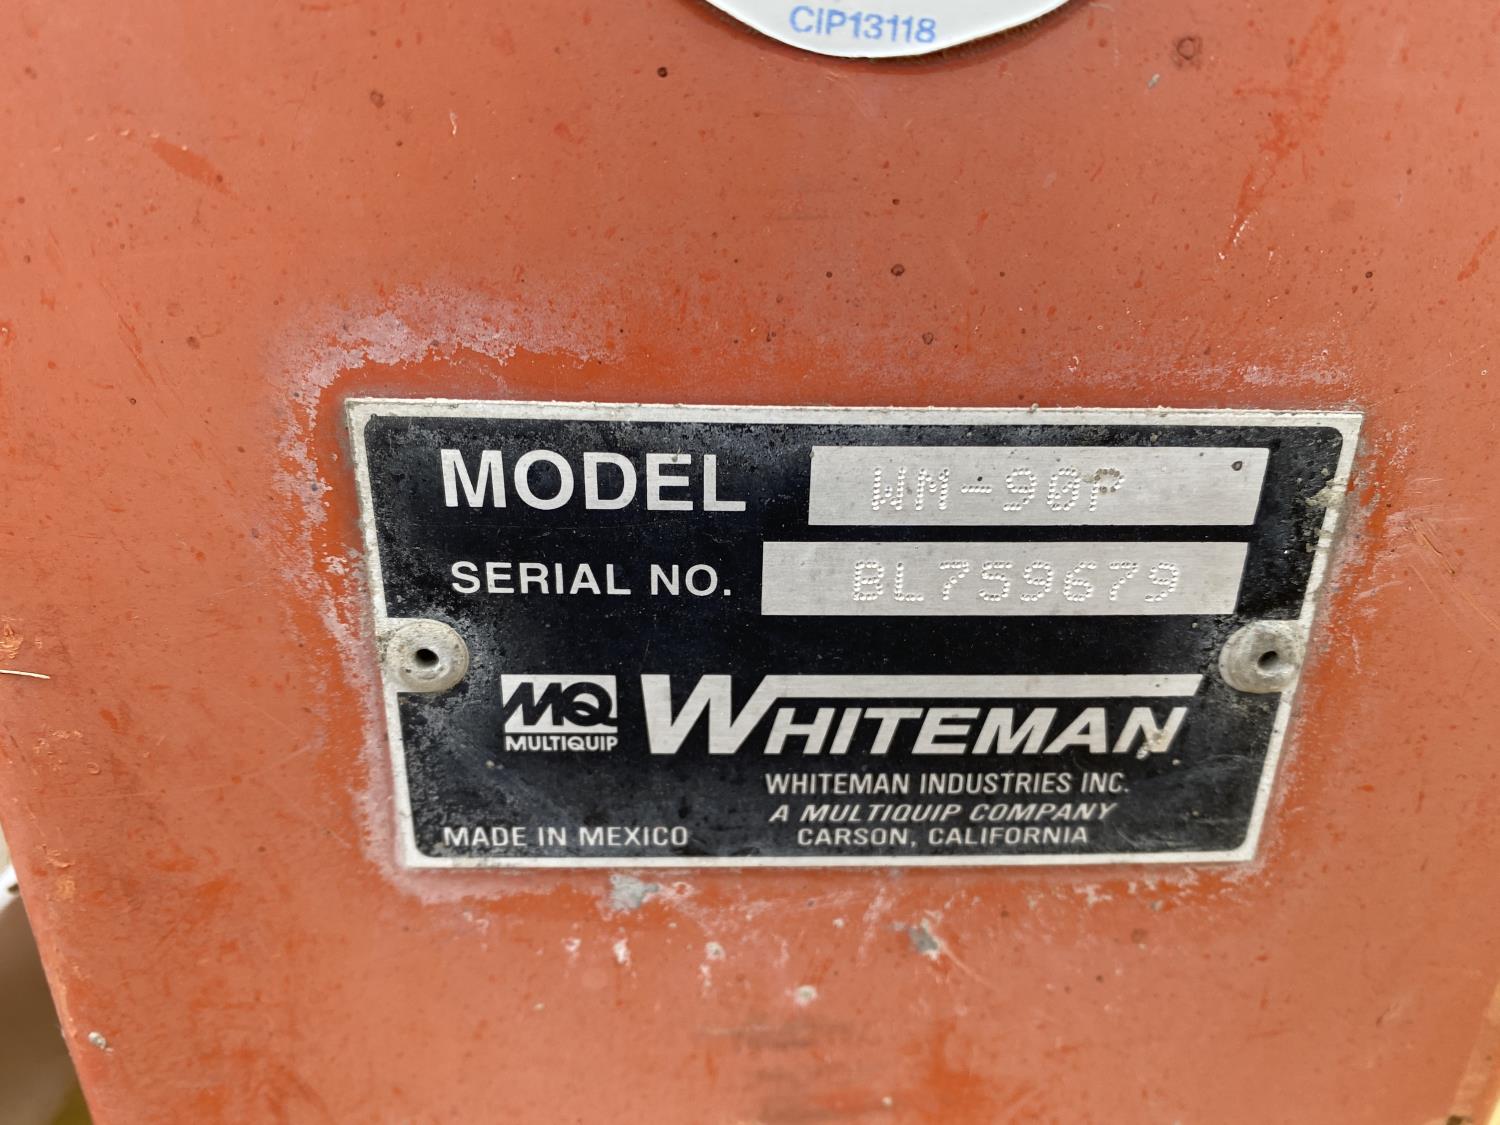 CIP13118
MODEL WM-90P
SERIAL NO. BL759679
MQ
MULTIQUIP
WHITEMAN
WHITEMAN INDUSTRIES INC.
A MULTIQUIP COMPANY
MADE IN MEXICO
CARSON, CALIFORNIA